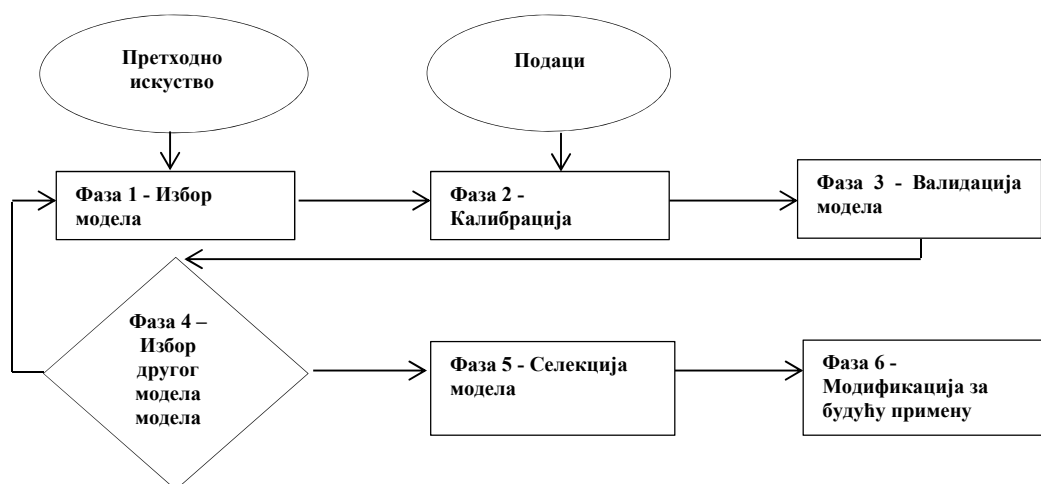 Претходно
искуство
Подаци
Фаза 1 - Избор
модела
Фаза 2 -
Калибрација
Фаза 3 - Валидација
модела
Фаза 4 –
Избор
другог
модела
модела
Фаза 5 - Селекција
модела
Фаза 6 -
Модификација за
будућу примену